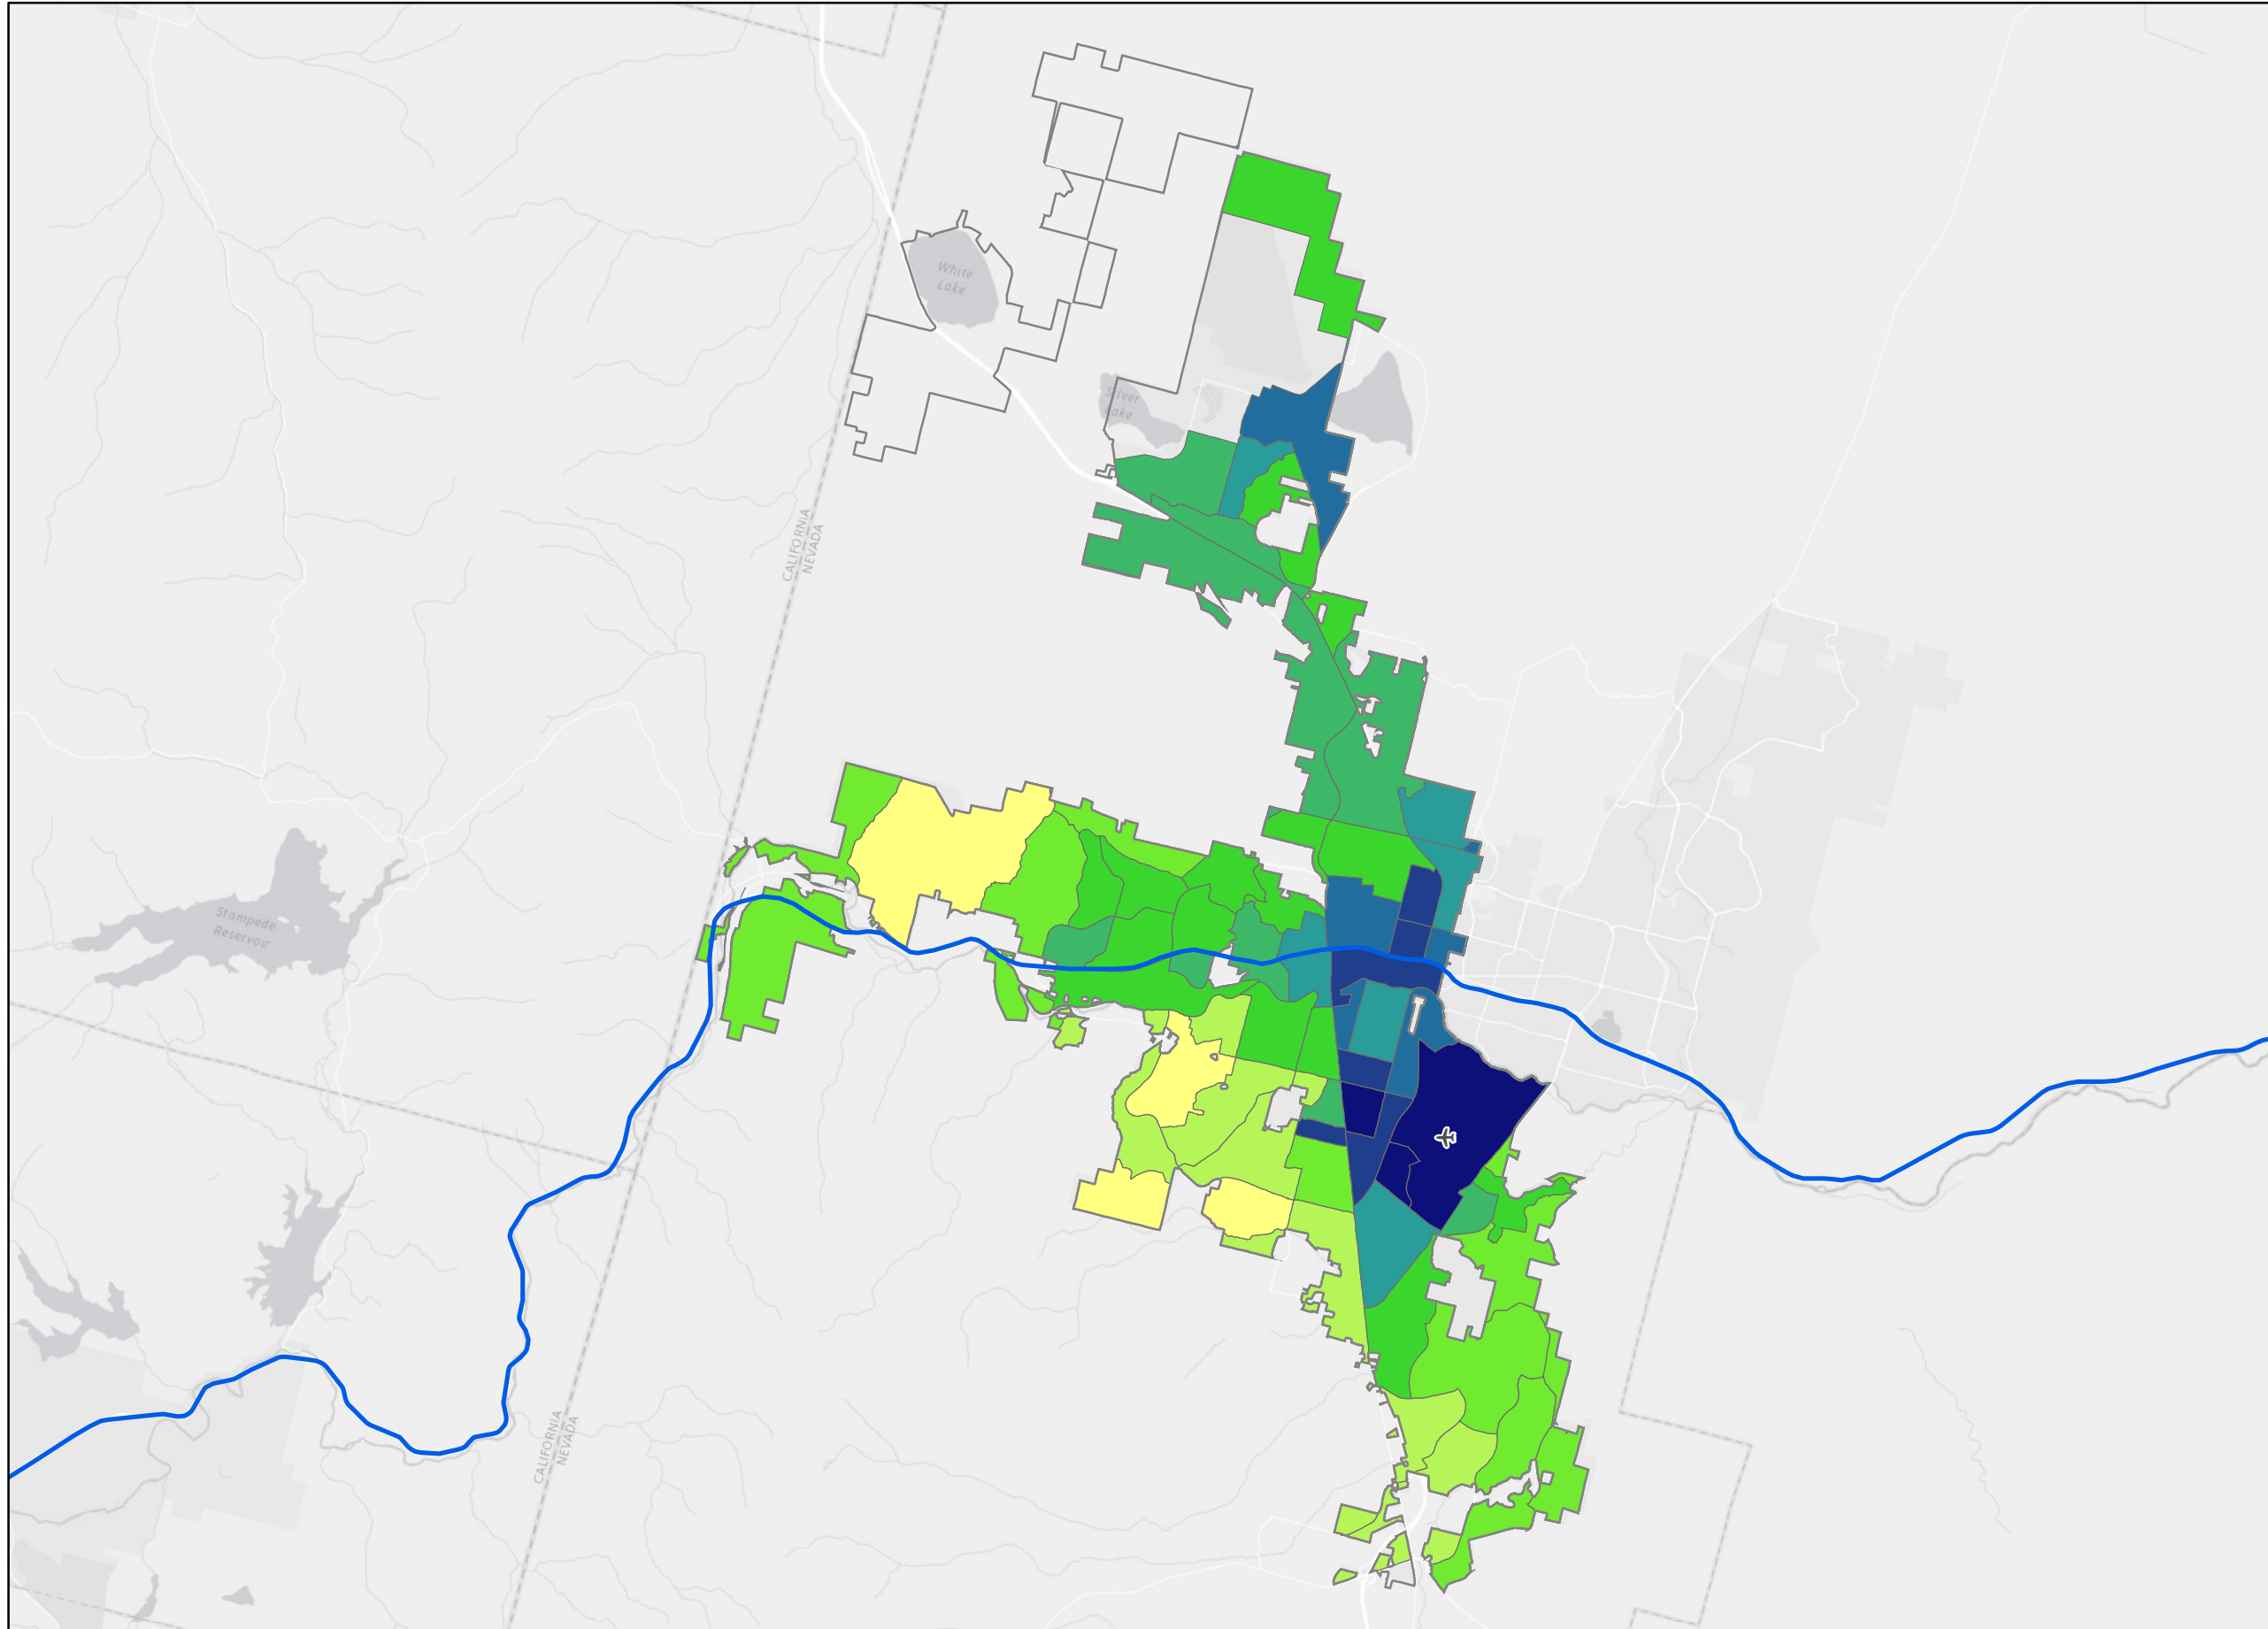 White
Lake
Silver
Lake
CALIFORNIA
NEVADA
Stampede
Reservoir
CALIFORNIA
NEVADA